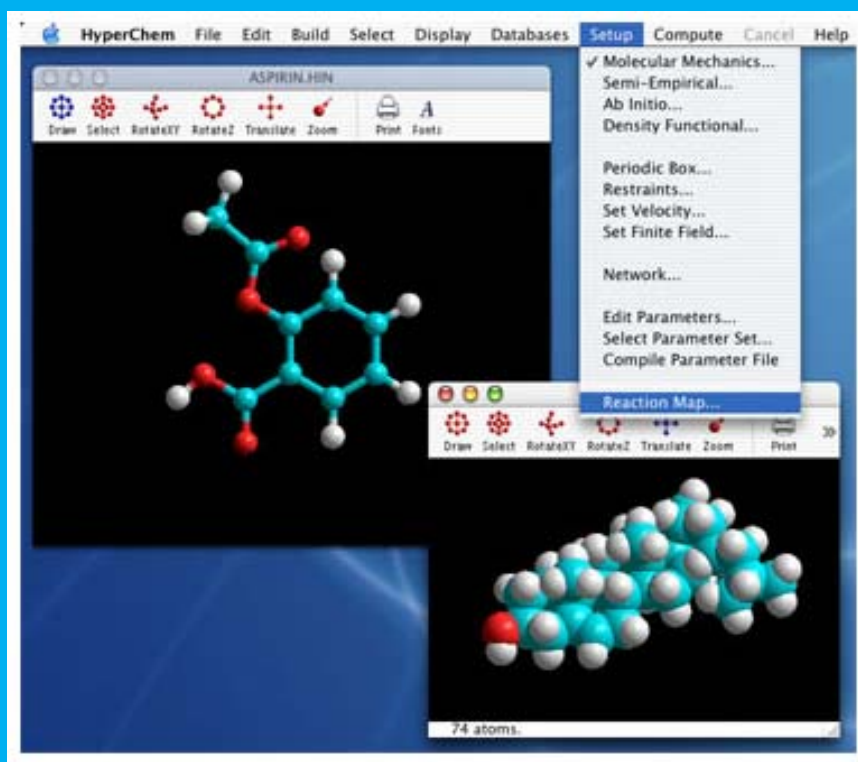 HyperChem File Edit Build Select Display Databases Setup Compute Cancel Help
ASPIRIN.HIN
Draw Select RotateXY RotateZ Translate Zoom Print Fonts
✓ Molecular Mechanics...
Semi-Empirical...
Ab Initio...
Density Functional...
Periodic Box...
Restraints...
Set Velocity...
Set Finite Field...
Network...
Edit Parameters...
Select Parameter Set...
Compile Parameter File
Reaction Map...
Draw Select RotateXY RotateZ Translate Zoom Print »
74 atoms.